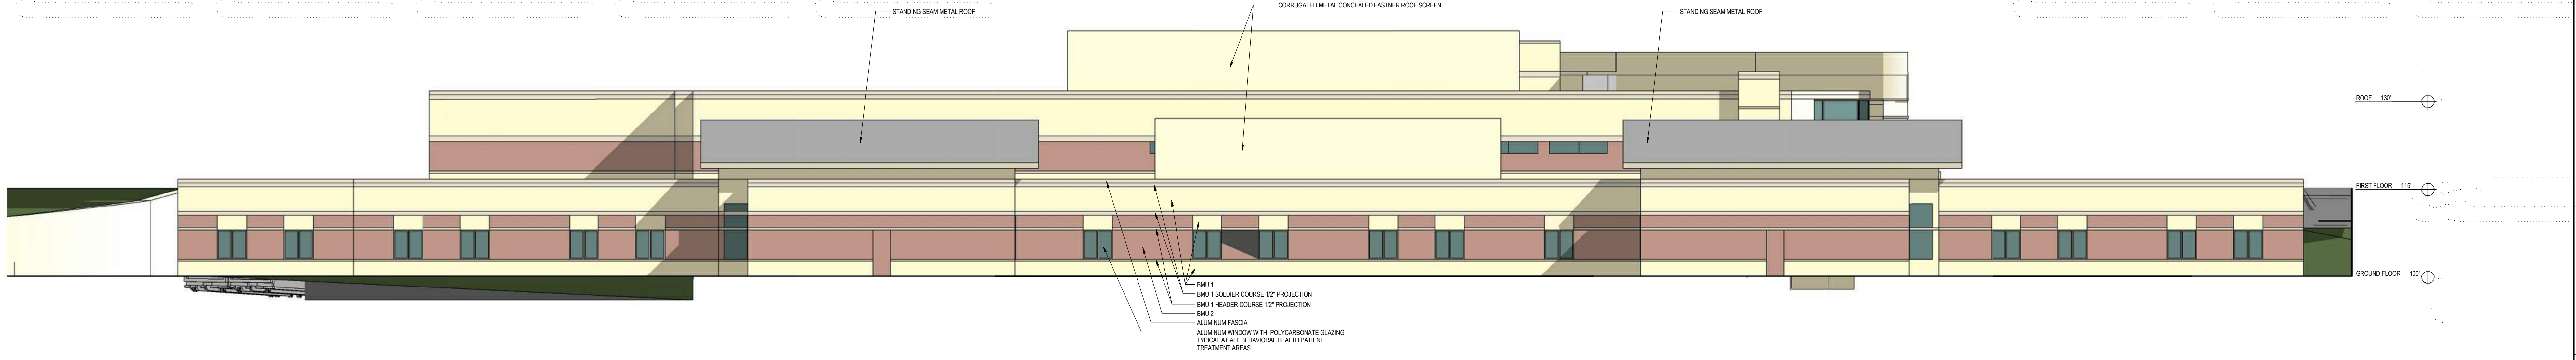 CORRUGATED METAL CONCEALED FASTNER ROOF SCREEN
STANDING SEAM METAL ROOF
STANDING SEAM METAL ROOF
ROOF 130'
FIRST FLOOR 115'
GROUND FLOOR 100'
BMU 1
BMU 1 SOLDIER COURSE 1/2" PROJECTION
BMU 1 HEADER COURSE 1/2" PROJECTION
BMU 2
ALUMINUM FASCIA
ALUMINUM WINDOW WITH POLYCARBONATE GLAZING
TYPICAL AT ALL BEHAVIORAL HEALTH PATIENT
TREATMENT AREAS